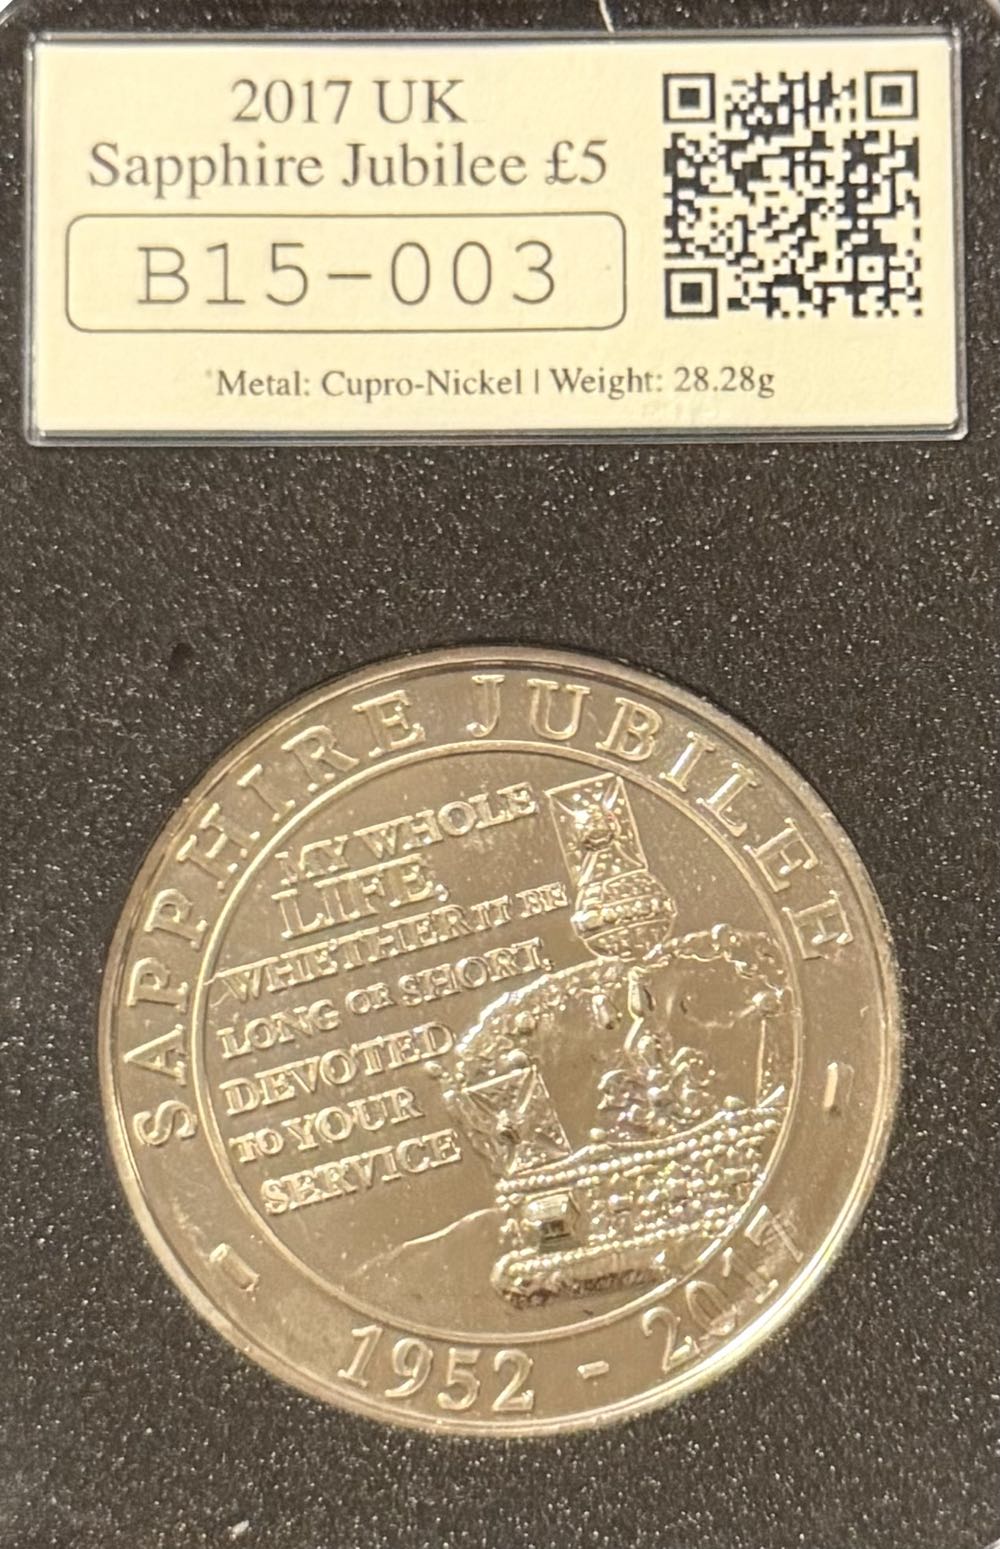 2017 UK
Sapphire Jubilee £5
B15-003
Metal: Cupro-Nickel | Weight: 28.28g
SAPPHIRE JUBILEE
MY WHOLE
LIFE,
WHETHER IT BE
LONG OR SHORT,
DEVOTED
TO YOUR
SERVICE
1952 - 2017